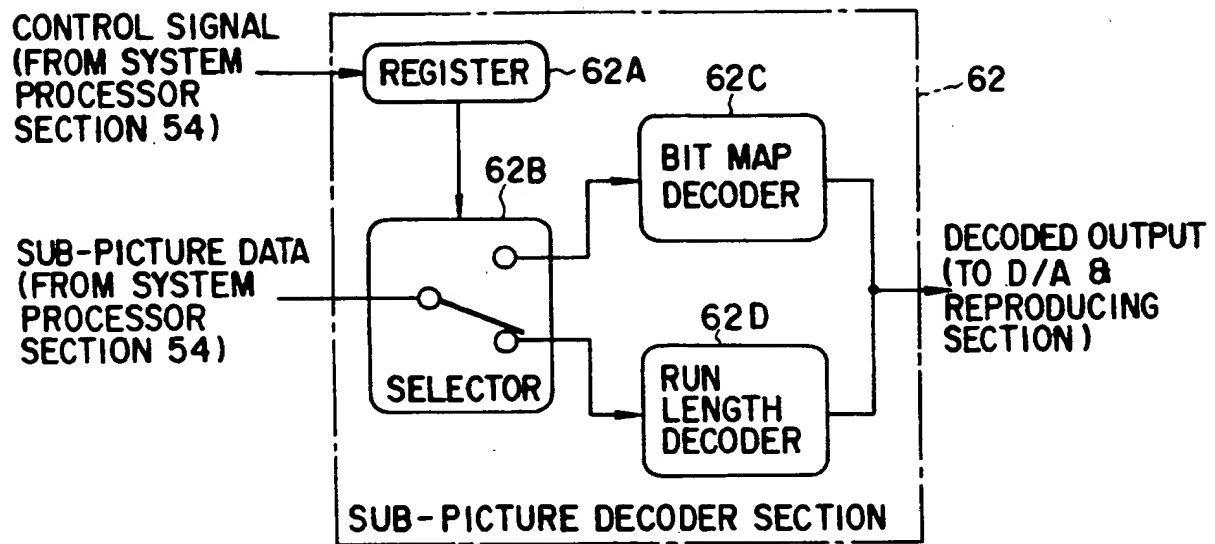 CONTROL SIGNAL
(FROM SYSTEM
PROCESSOR
SECTION 54)
REGISTER
62A
62C
62
BIT MAP
DECODER
62B
SUB-PICTURE DATA
(FROM SYSTEM
PROCESSOR
SECTION 54)
SELECTOR
DECODED OUTPUT
(TO D/A &
REPRODUCING
SECTION)
62D
RUN
LENGTH
DECODER
SUB-PICTURE DECODER SECTION